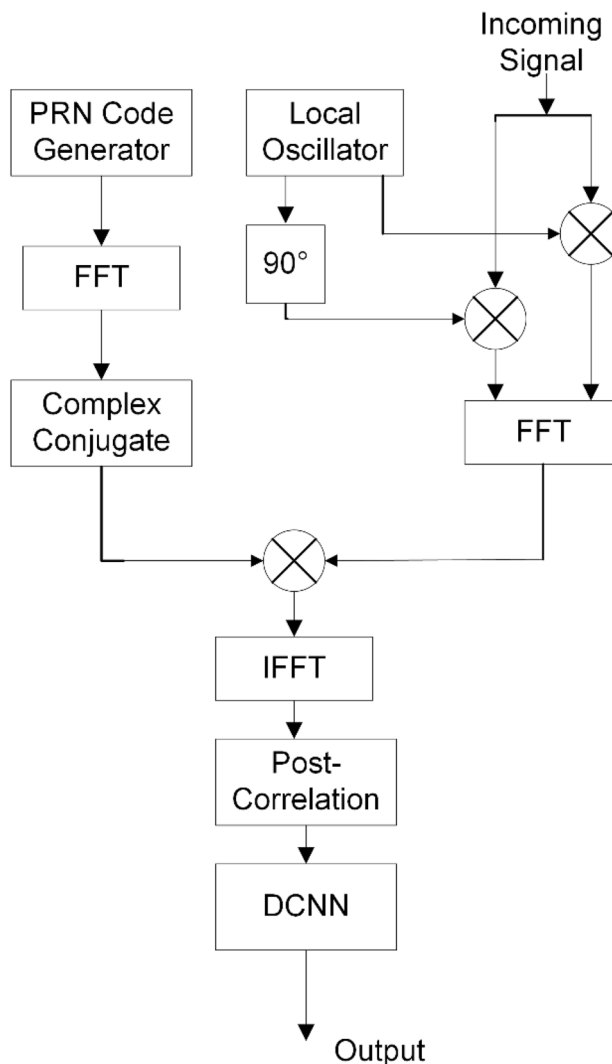 Incoming
Signal
PRN Code
Generator
Local
Oscillator
FFT
90°
Complex
Conjugate
FFT
IFFT
Post-
Correlation
DCNN
Output